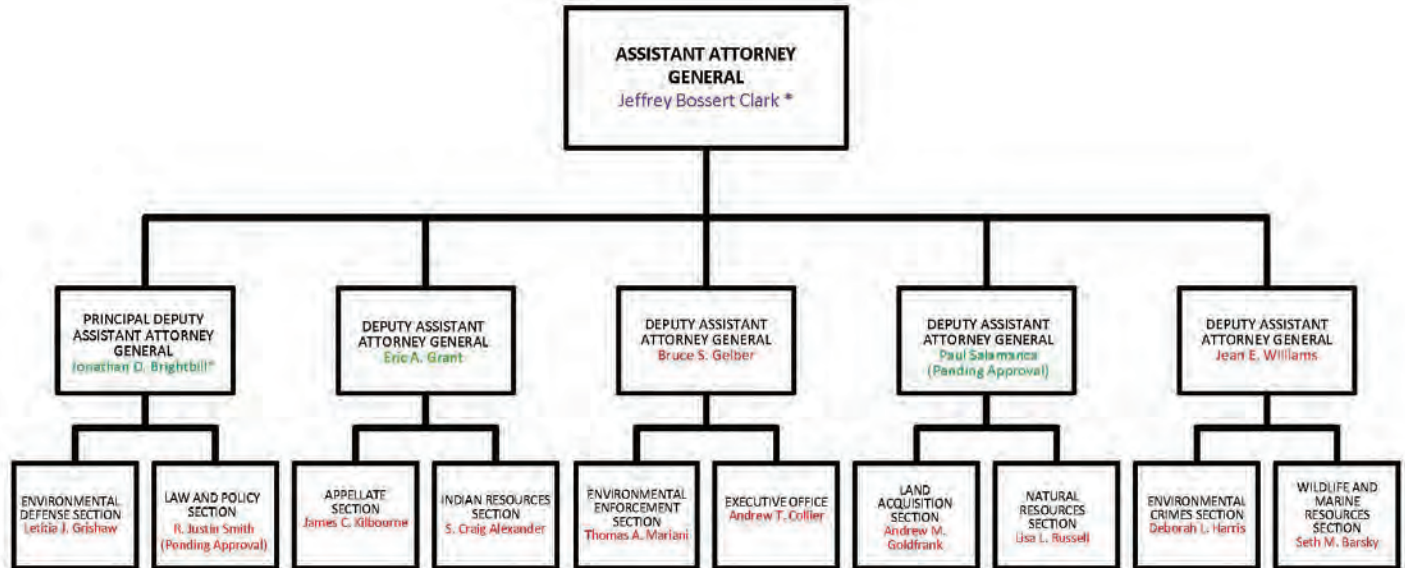 ASSISTANT ATTORNEY
GENERAL
Jeffrey Bossert Clark *
PRINCIPAL DEPUTY
ASSISTANT ATTORNEY
GENERAL
Jonathan D. Brightbill*
DEPUTY ASSISTANT
ATTORNEY GENERAL
Eric A. Grant
DEPUTY ASSISTANT
ATTORNEY GENERAL
Bruce S. Gelber
DEPUTY ASSISTANT
ATTORNEY GENERAL
Paul Salamanca
(Pending Approval)
DEPUTY ASSISTANT
ATTORNEY GENERAL
Jean E. Williams
ENVIRONMENTAL
DEFENSE SECTION
Letitia J. Grishaw
LAW AND POLICY
SECTION
R. Justin Smith
(Pending Approval)
APPELLATE
SECTION
James C. Kilbourne
INDIAN RESOURCES
SECTION
S. Craig Alexander
ENVIRONMENTAL
ENFORCEMENT
SECTION
Thomas A. Mariani
EXECUTIVE OFFICE
Andrew T. Collier
LAND
ACQUISITION
SECTION
Andrew M.
Goldfrank
NATURAL
RESOURCES
SECTION
Lisa L. Russell
ENVIRONMENTAL
CRIMES SECTION
Deborah L. Harris
WILDLIFE AND
MARINE
RESOURCES
SECTION
Seth M. Barsky